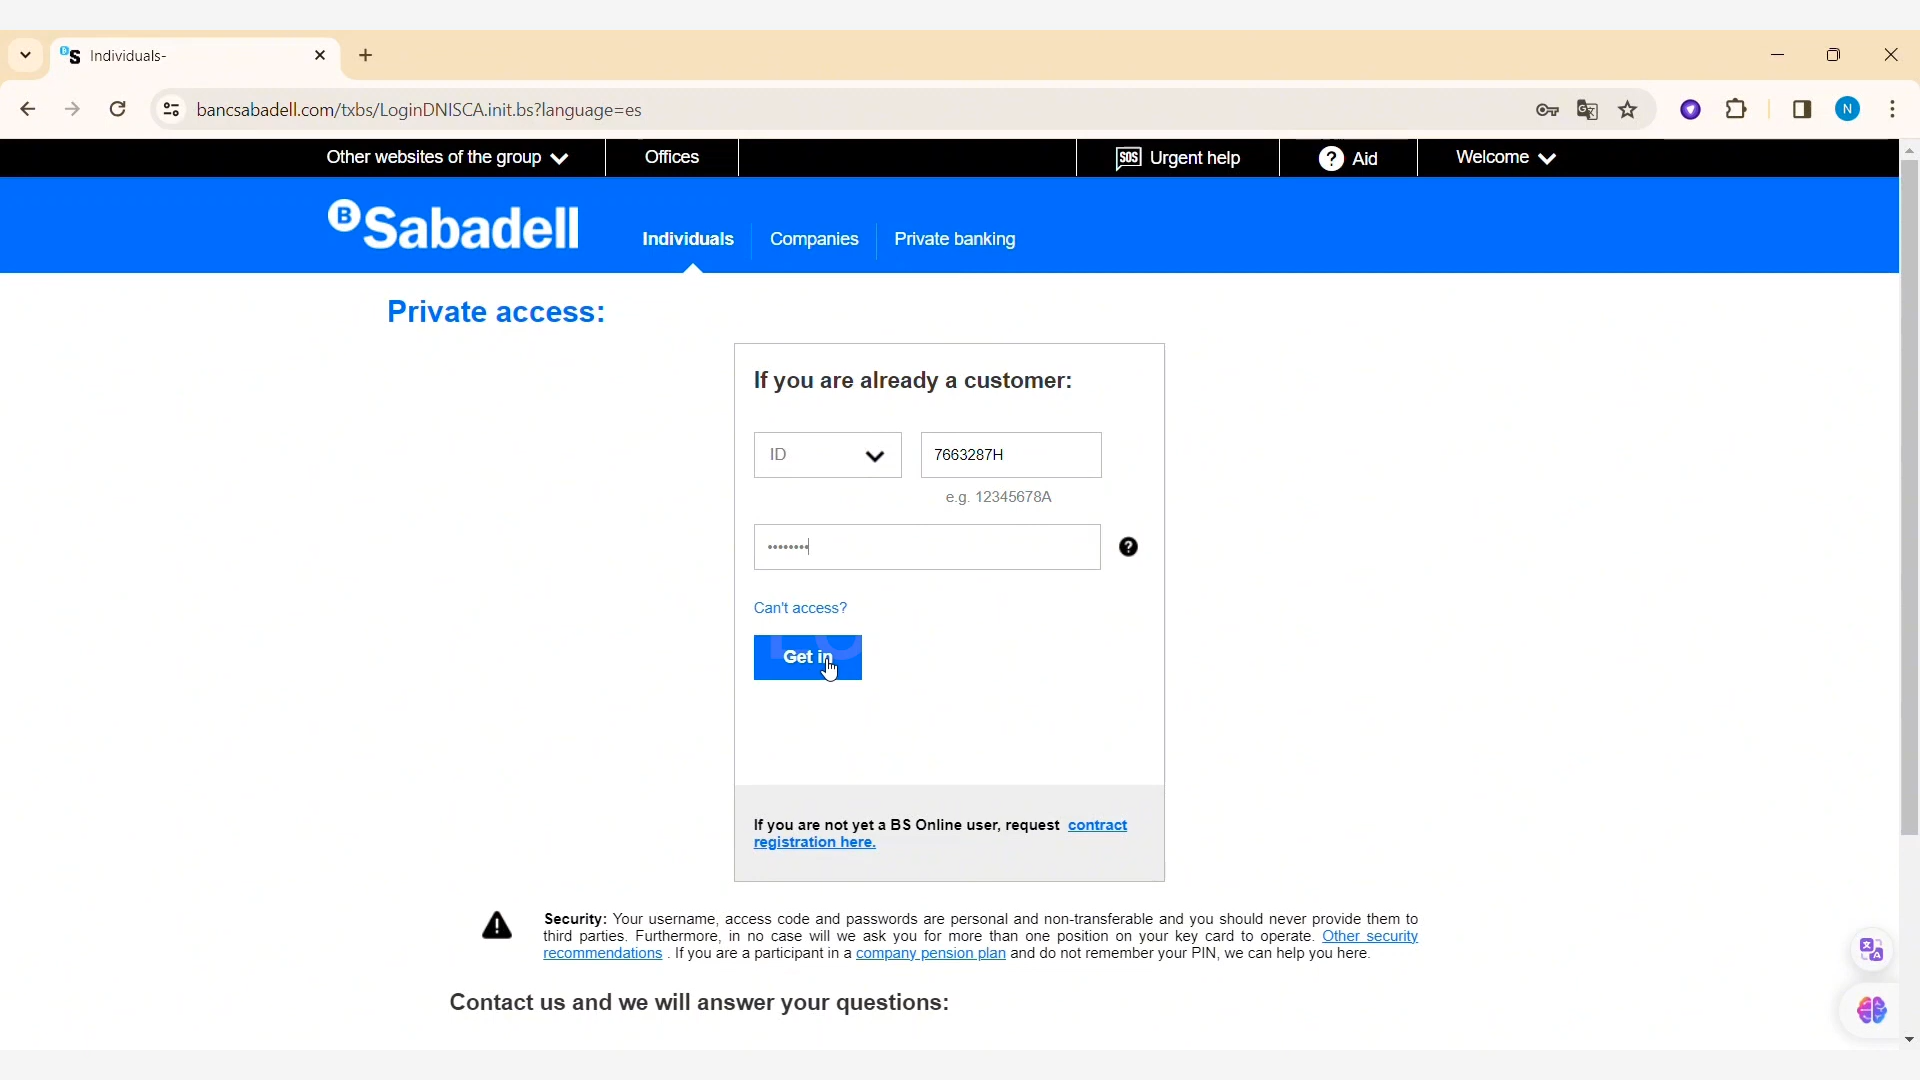 Individuals-
bancsabadell.com/txbs/LoginDNISCA.init.bs?language=es
N
Other websites of the group
Offices
SOS Urgent help
? Aid
Welcome
B Sabadell
Individuals
Companies
Private banking
Private access:
If you are already a customer:
ID
7663287H
e.g. 12345678A
••••••••
?
Can't access?
Get in
If you are not yet a BS Online user, request contract
registration here.
Security: Your username, access code and passwords are personal and non-transferable and you should never provide them to
third parties. Furthermore, in no case will we ask you for more than one position on your key card to operate. Other security
recommendations . If you are a participant in a company pension plan and do not remember your PIN, we can help you here.
Contact us and we will answer your questions: